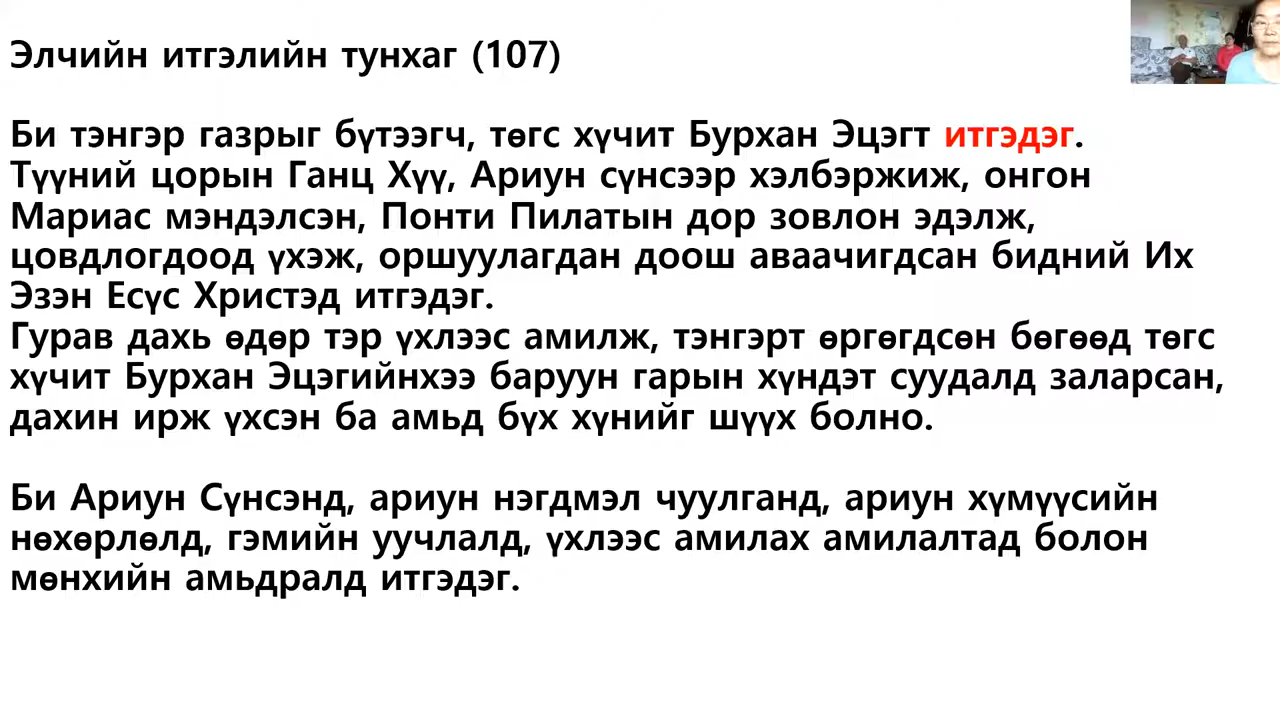 Элчийн итгэлийн тунхаг (107)
Би тэнгэр газрыг бүтээгч, төгс хүчит Бурхан Эцэгт итгэдэг.
Түүний цорын Ганц Хүү, Ариун сүнсээр хэлбэржиж, онгон
Мариас мэндэлсэн, Понти Пилатын дор зовлон эдэлж,
цовдлогдоод үхэж, оршуулагдан доош аваачигдсан бидний Их
Эзэн Есүс Христэд итгэдэг.
Гурав дахь өдөр тэр үхлээс амилж, тэнгэрт өргөгдсөн бөгөөд төгс
хүчит Бурхан Эцэгийнхээ баруун гарын хүндэт суудалд заларсан,
дахин ирж үхсэн ба амьд бүх хүнийг шүүх болно.
Би Ариун Сүнсэнд, ариун нэгдмэл чуулганд, ариун хүмүүсийн
нөхөрлөлд, гэмийн уучлалд, үхлээс амилах амилалтад болон
мөнхийн амьдралд итгэдэг.